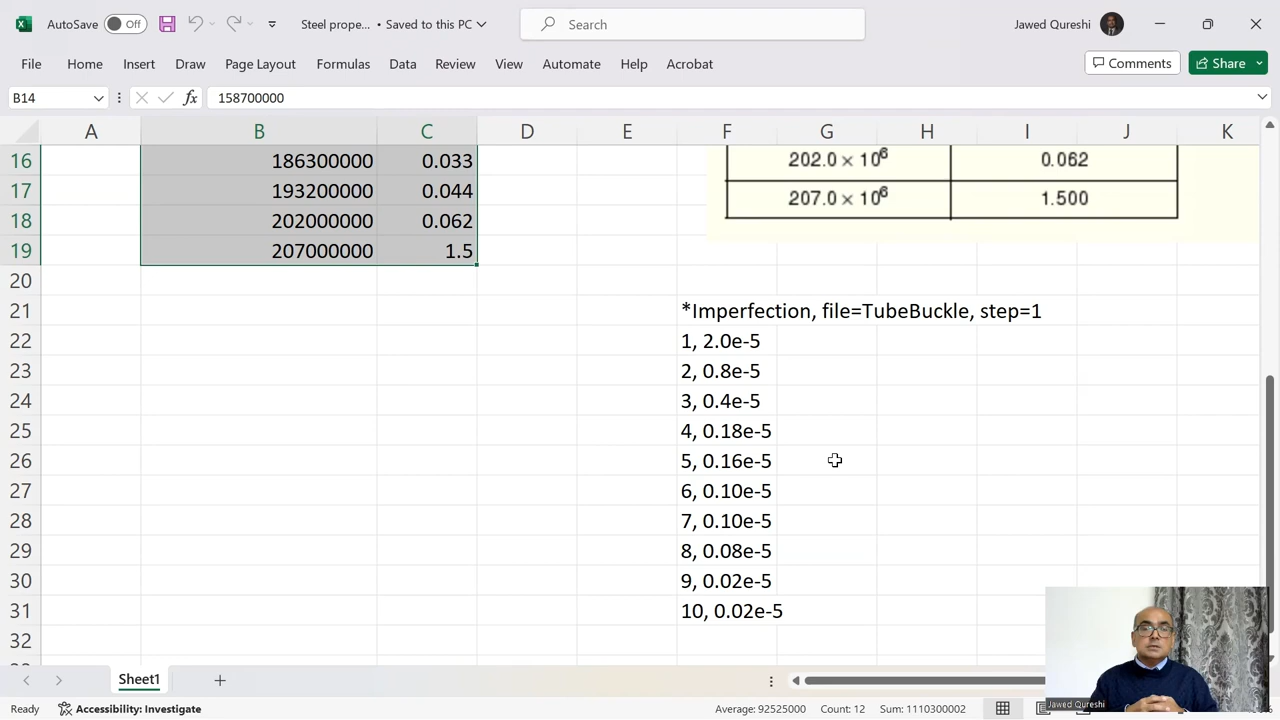 AutoSave Off Steel prope... • Saved to this PC Search Jawed Qureshi
File Home Insert Draw Page Layout Formulas Data Review View Automate Help Acrobat Comments Share
B14 fx 158700000
A B C D E F G H I J K
16 186300000 0.033 202.0 × 10⁶ 0.062
17 193200000 0.044 207.0 × 10⁶ 1.500
18 202000000 0.062
19 207000000 1.5
20
21 *Imperfection, file=TubeBuckle, step=1
22 1, 2.0e-5
23 2, 0.8e-5
24 3, 0.4e-5
25 4, 0.18e-5
26 5, 0.16e-5
27 6, 0.10e-5
28 7, 0.10e-5
29 8, 0.08e-5
30 9, 0.02e-5
31 10, 0.02e-5
32
Sheet1
Jawed Qureshi
Ready Accessibility: Investigate Average: 92525000 Count: 12 Sum: 1110300002